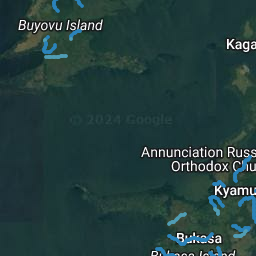 Buyovu Island
Kaga
© 2024 Google
Annunciation Russ
Orthodox Chu
Kyamu
Bukasa
Bukasa Island